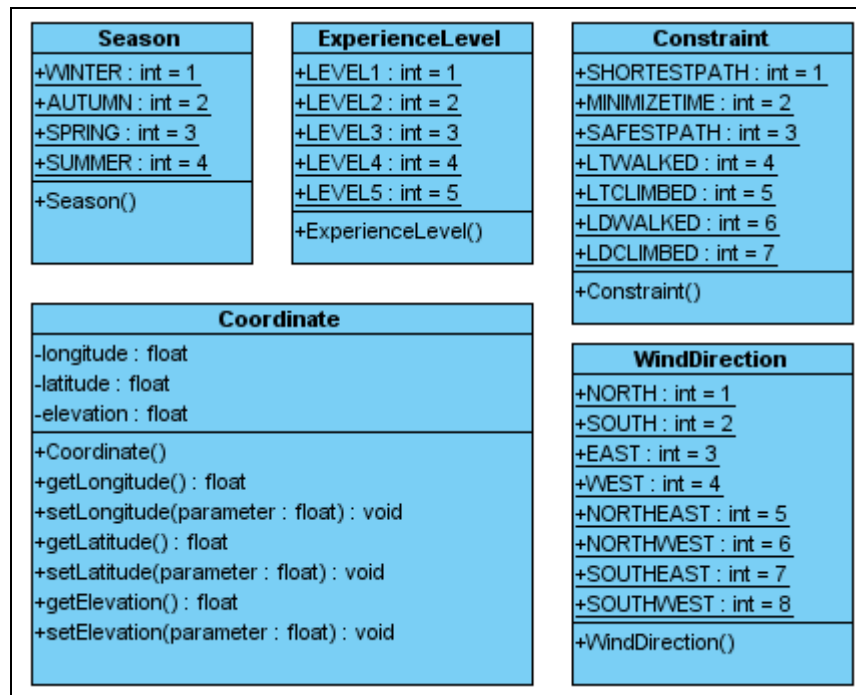 Season
+WINTER : int = 1
+AUTUMN : int = 2
+SPRING : int = 3
+SUMMER : int = 4
+Season()
ExperienceLevel
+LEVEL1 : int = 1
+LEVEL2 : int = 2
+LEVEL3 : int = 3
+LEVEL4 : int = 4
+LEVEL5 : int = 5
+ExperienceLevel()
Constraint
+SHORTESTPATH : int = 1
+MINIMIZETIME : int = 2
+SAFESTPATH : int = 3
+LTWALKED : int = 4
+LTCLIMBED : int = 5
+LDWALKED : int = 6
+LDCLIMBED : int = 7
+Constraint()
Coordinate
-longitude : float
-latitude : float
-elevation : float
+Coordinate()
+getLongitude() : float
+setLongitude(parameter : float) : void
+getLatitude() : float
+setLatitude(parameter : float) : void
+getElevation() : float
+setElevation(parameter : float) : void
WindDirection
+NORTH : int = 1
+SOUTH : int = 2
+EAST : int = 3
+WEST : int = 4
+NORTHEAST : int = 5
+NORTHWEST : int = 6
+SOUTHEAST : int = 7
+SOUTHWEST : int = 8
+WindDirection()